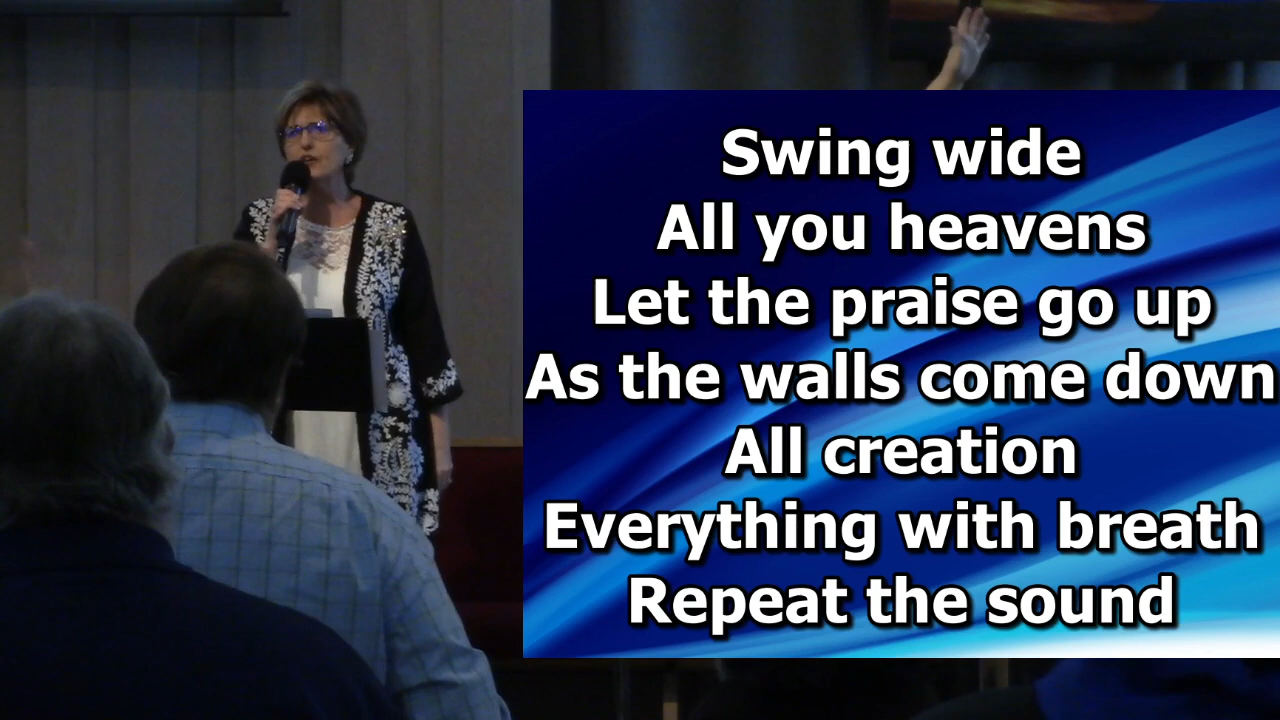 Swing wide
All you heavens
Let the praise go up
As the walls come down
All creation
Everything with breath
Repeat the sound